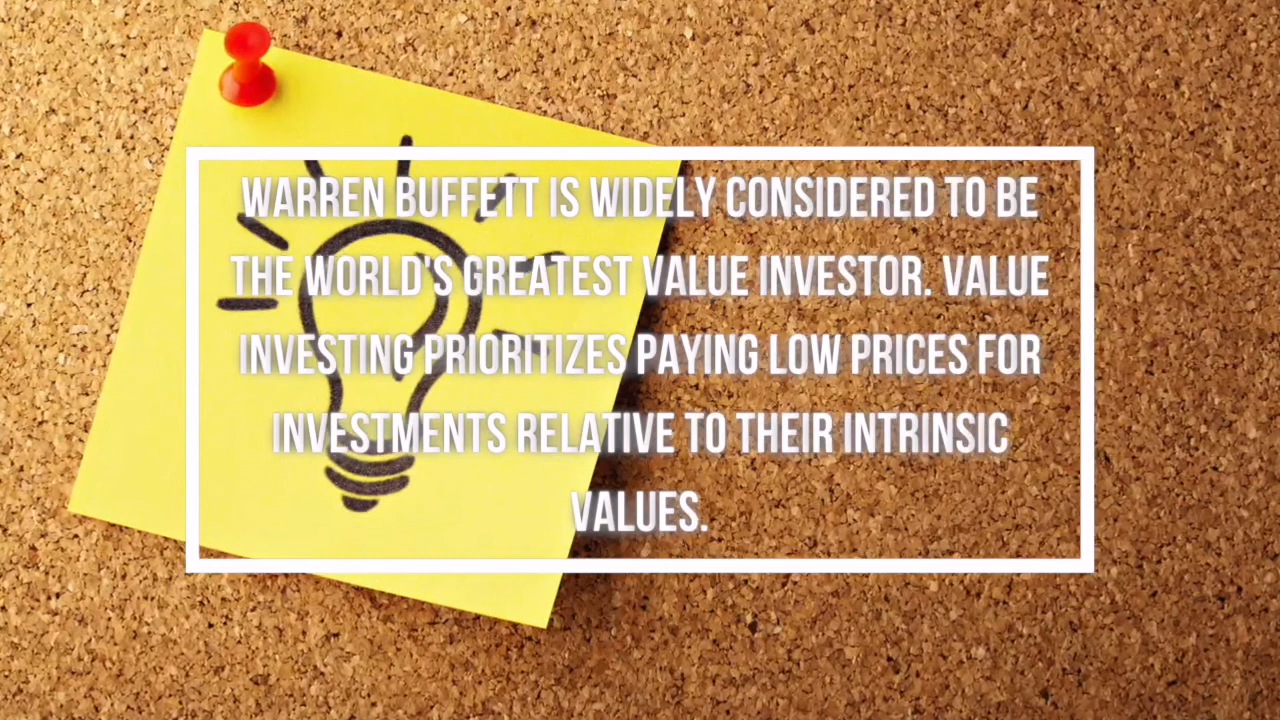 WARREN BUFFETT IS WIDELY CONSIDERED TO BE
THE WORLD'S GREATEST VALUE INVESTOR. VALUE
INVESTING PRIORITIZES PAYING LOW PRICES FOR
INVESTMENTS RELATIVE TO THEIR INTRINSIC
VALUES.